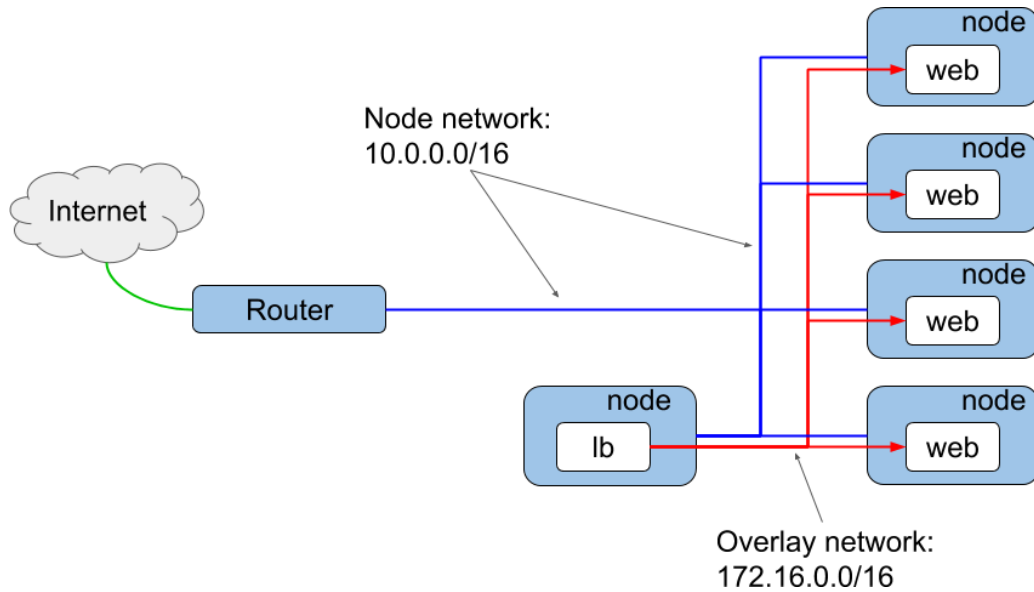 node
web
Node network:
10.0.0.0/16
node
web
Internet
node
web
Router
node
lb
node
web
Overlay network:
172.16.0.0/16